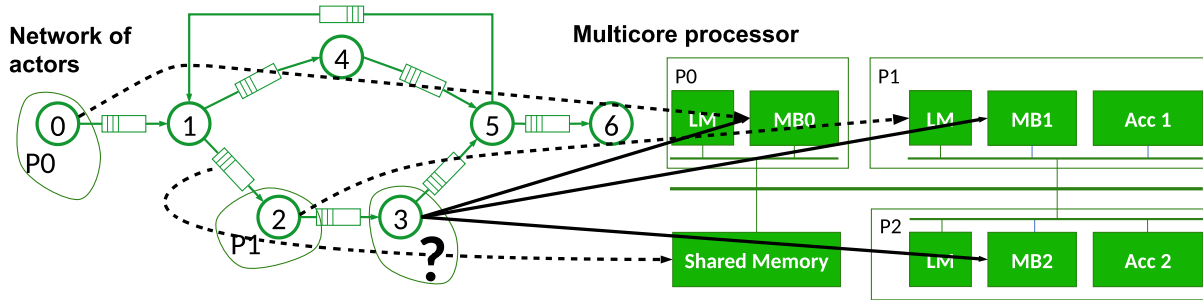 Network of
actors
Multicore processor
4
P0
P1
0
1
5
6
LM
MB0
LM
MB1
Acc 1
P0
2
3
P1
?
P2
Shared Memory
LM
MB2
Acc 2